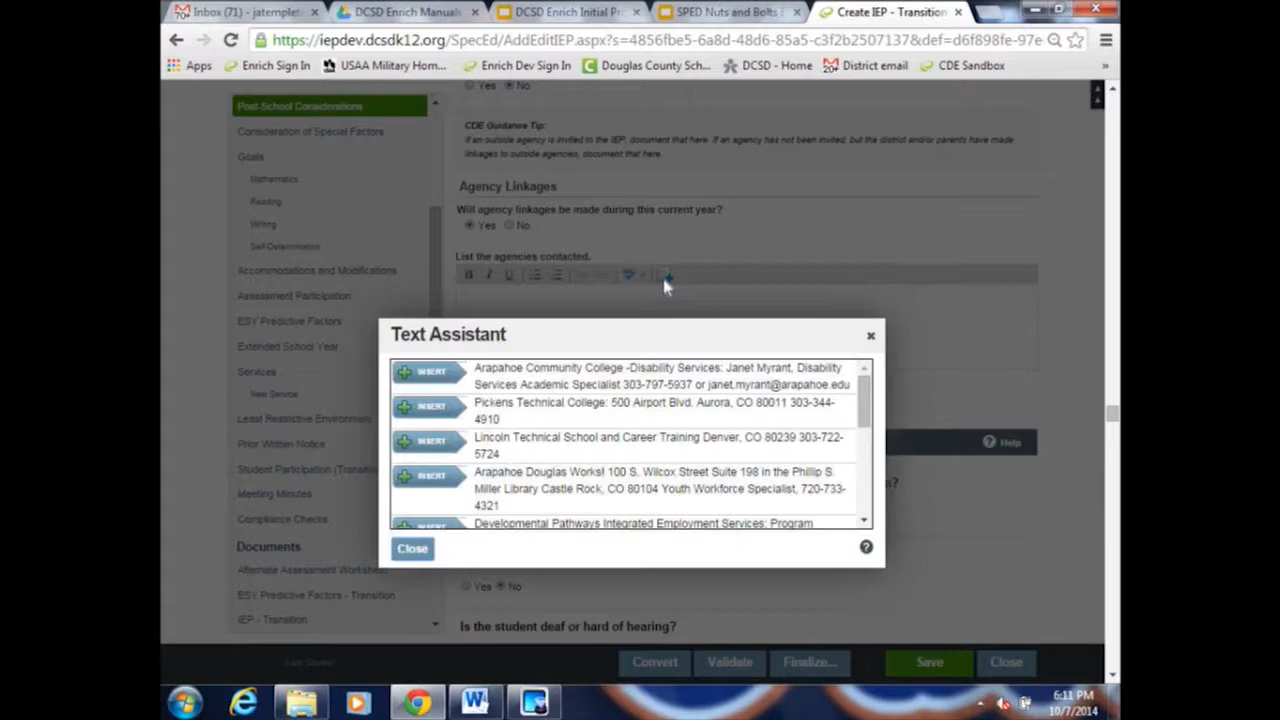 Inbox (71) - jatemplet
DCSD Enrich Manuals
DCSD Enrich Initial Pr
SPED Nuts and Bolts
Create IEP - Transition
https://iepdev.dcsdk12.org/SpecEd/AddEditIEP.aspx?s=4856fbe5-6a8d-48d6-85a5-c3f2b2507137&def=d6f898fe-97e
Apps
Enrich Sign In
USAA Military Hom...
Enrich Dev Sign In
Douglas County Sch...
DCSD - Home
District email
CDE Sandbox
»
Post-School Considerations
Consideration of Special Factors
Goals
Mathematics
Reading
Writing
Self-Determination
Accommodations and Modifications
Assessment Participation
ESY Predictive Factors
Extended School Year
Services
New Service
Least Restrictive Environment
Prior Written Notice
Student Participation (Transitio
Meeting Minutes
Compliance Checks
Documents
Alternate Assessment Worksheet
ESY Predictive Factors - Transition
IEP - Transition
Yes No
CDE Guidance Tip:
If an outside agency is invited to the IEP, document that here. If an agency has not been invited, but the district and/or parents have made
linkages to outside agencies, document that here.
Agency Linkages
Will agency linkages be made during this current year?
Yes No
List the agencies contacted.
B I U
Help
Text Assistant
INSERT
Arapahoe Community College -Disability Services: Janet Myrant, Disability
Services Academic Specialist 303-797-5937 or janet.myrant@arapahoe.edu
INSERT
Pickens Technical College: 500 Airport Blvd. Aurora, CO 80011 303-344-
4910
INSERT
Lincoln Technical School and Career Training Denver, CO 80239 303-722-
5724
INSERT
Arapahoe Douglas Works! 100 S. Wilcox Street Suite 198 in the Phillip S.
Miller Library Castle Rock, CO 80104 Youth Workforce Specialist, 720-733-
4321
INSERT
Developmental Pathways Integrated Employment Services: Program
Close
Yes No
Is the student deaf or hard of hearing?
Last Saved:
Convert
Validate
Finalize...
Save
Close
6:11 PM
10/7/2014